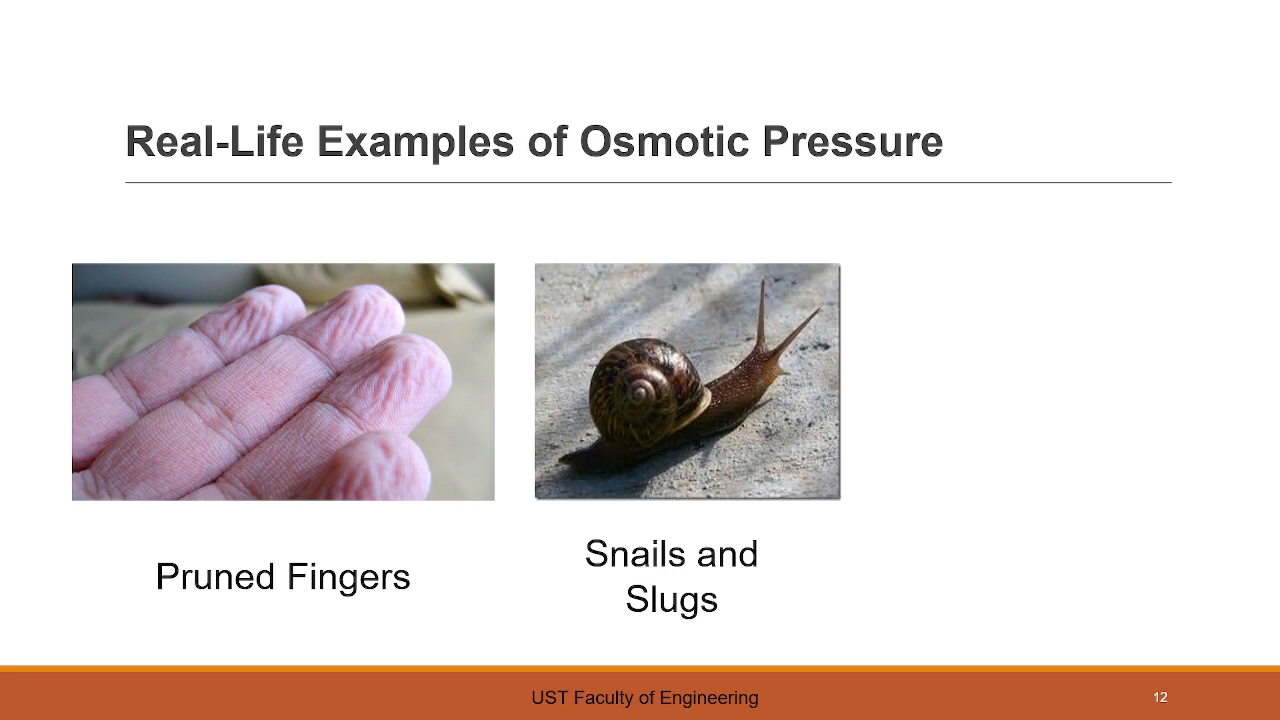 Real-Life Examples of Osmotic Pressure
Pruned Fingers
Snails and
Slugs
UST Faculty of Engineering
12